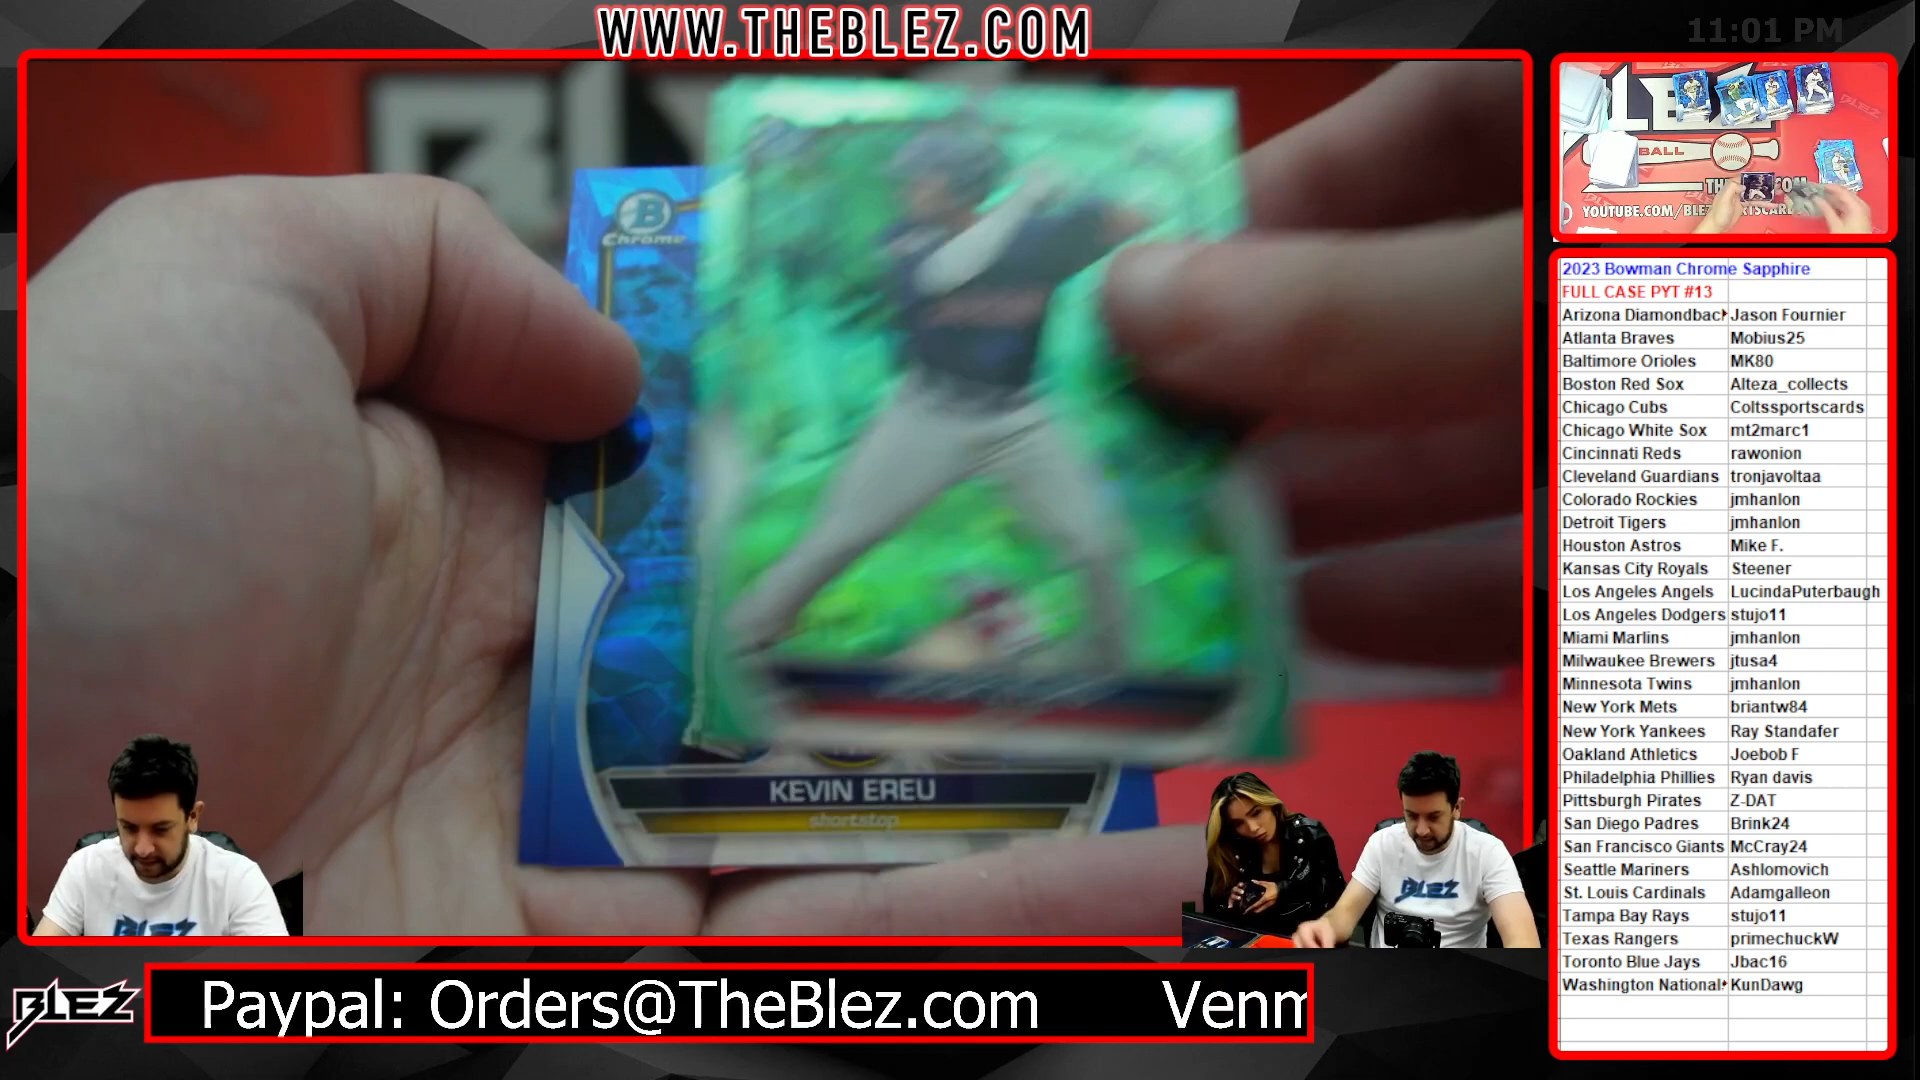 WWW.THEBLEZ.COM
11:01 PM
B
Chrome
KEVIN EREU
shortstop
BALL
YOUTUBE.COM/BLEZ
2023 Bowman Chrome Sapphire
FULL CASE PYT #13
Arizona Diamondbac Jason Fournier
Atlanta Braves Mobius25
Baltimore Orioles MK80
Boston Red Sox Alteza_collects
Chicago Cubs Coltssportscards
Chicago White Sox mt2marc1
Cincinnati Reds rawonion
Cleveland Guardians tronjavoltaa
Colorado Rockies jmhanlon
Detroit Tigers jmhanlon
Houston Astros Mike F.
Kansas City Royals Steener
Los Angeles Angels LucindaPuterbaugh
Los Angeles Dodgers stujo11
Miami Marlins jmhanlon
Milwaukee Brewers jtusa4
Minnesota Twins jmhanlon
New York Mets briantw84
New York Yankees Ray Standafer
Oakland Athletics Joebob F
Philadelphia Phillies Ryan davis
Pittsburgh Pirates Z-DAT
San Diego Padres Brink24
San Francisco Giants McCray24
Seattle Mariners Ashlomovich
St. Louis Cardinals Adamgalleon
Tampa Bay Rays stujo11
Texas Rangers primechuckW
Toronto Blue Jays Jbac16
Washington National KunDawg
BLEZ
BLEZ
BLEZ
Paypal: Orders@TheBlez.com Venm